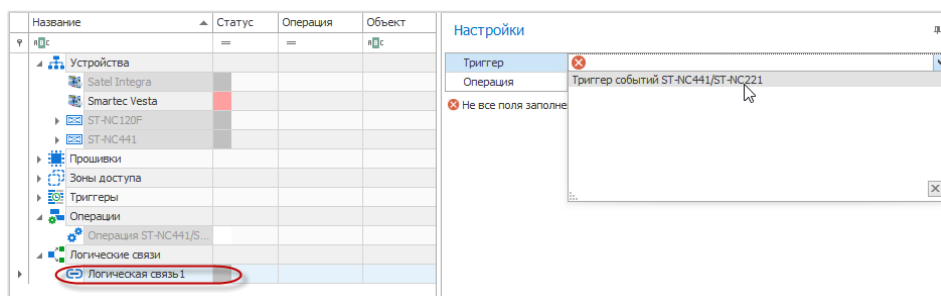 Название Статус Операция Объект
Настройки
Триггер
Операция
Триггер событий ST-NC441/ST-NC221
Не все поля заполне
Устройства
Satel Integra
Smartec Vesta
ST-NC120F
ST-NC441
Прошивки
Зоны доступа
Триггеры
Операции
Операция ST-NC441/S...
Логические связи
Логическая связь1